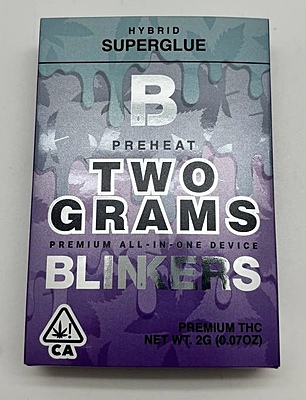 HYBRID
SUPERGLUE
B
PREHEAT
TWO
GRAMS
PREMIUM ALL-IN-ONE DEVICE
BLINKERS
CA
PREMIUM THC
NET WT. 2G (0.07OZ)